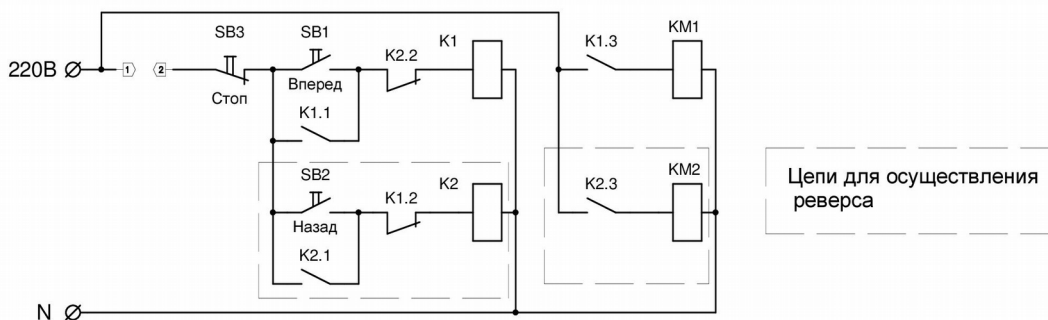 SB3
SB1
K2.2
K1
K1.3
KM1
220В
1
2
Стоп
Вперед
K1.1
SB2
K1.2
K2
K2.3
KM2
Назад
K2.1
N
Цепи для осуществления
реверса